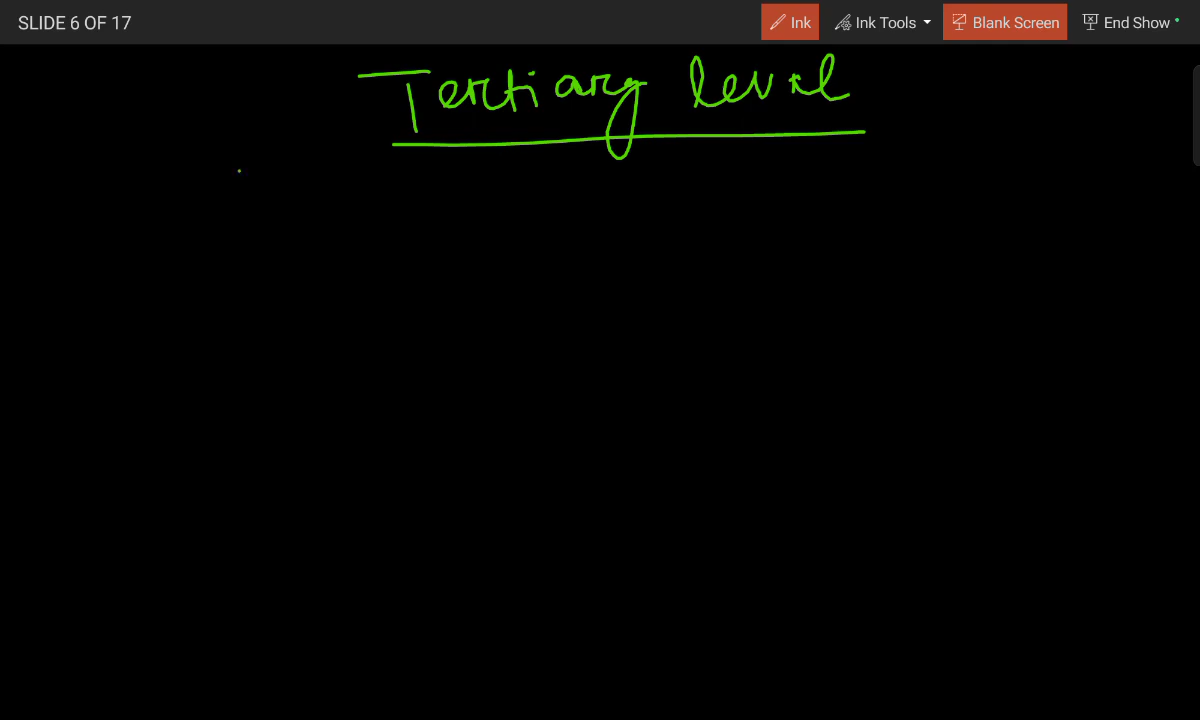 SLIDE 6 OF 17
Ink
Ink Tools
Blank Screen
End Show
Tertiary level